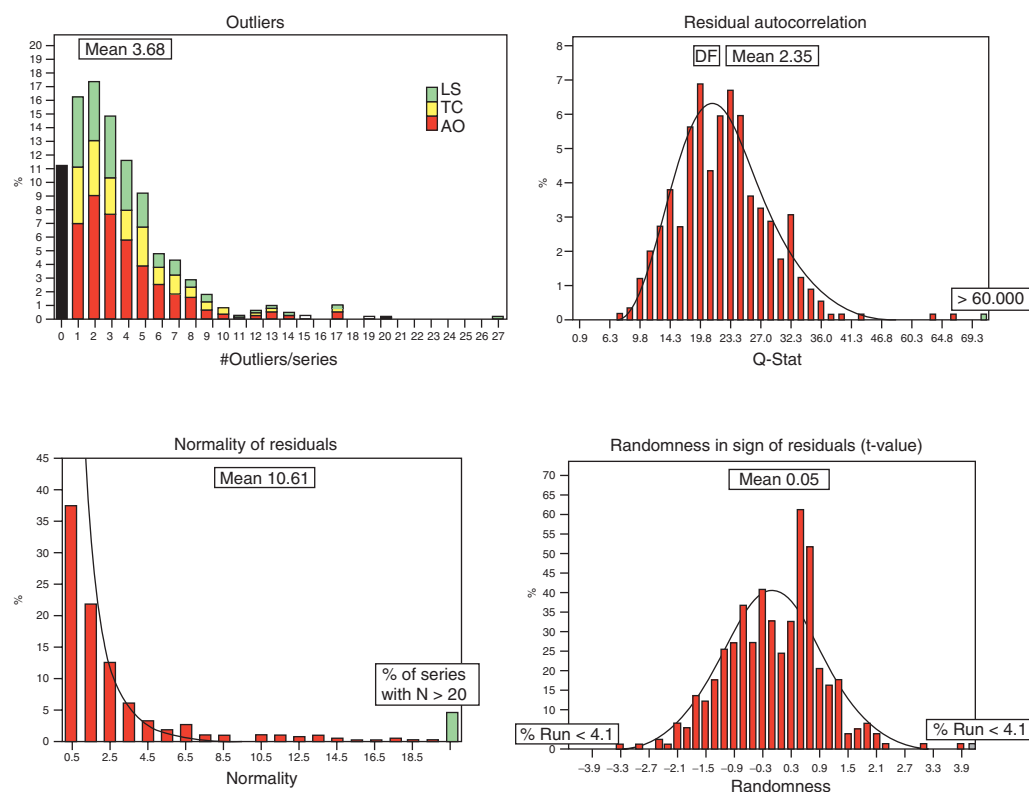 Outliers
20
19
18
17
16
15
14
13
12
11
10
9
8
7
6
5
4
3
2
1
0
%
Mean 3.68
LS
TC
AO
0 1 2 3 4 5 6 7 8 9 10 11 12 13 14 15 16 17 18 19 20 21 22 23 24 25 26 27
#Outliers/series
Residual autocorrelation
8
7
6
5
4
3
2
1
0
%
DF
Mean 2.35
> 60.000
0.9 6.3 9.8 14.3 19.8 23.3 27.0 32.3 36.0 41.3 46.8 60.3 64.8 69.3
Q-Stat
Normality of residuals
45
40
35
30
25
20
15
10
5
0
%
Mean 10.61
% of series
with N > 20
0.5 2.5 4.5 6.5 10.5 12.5 14.5 16.5 18.5
Normality
Randomness in sign of residuals (t-value)
70
65
60
55
50
45
40
35
30
25
20
15
10
5
0
%
Mean 0.05
% Run < 4.1
% Run < 4.1
−3.9 −3.3 −2.7 −2.1 −1.5 −0.9 −0.3 0.3 0.9 1.5 2.1 2.7 3.3 3.9
Randomness